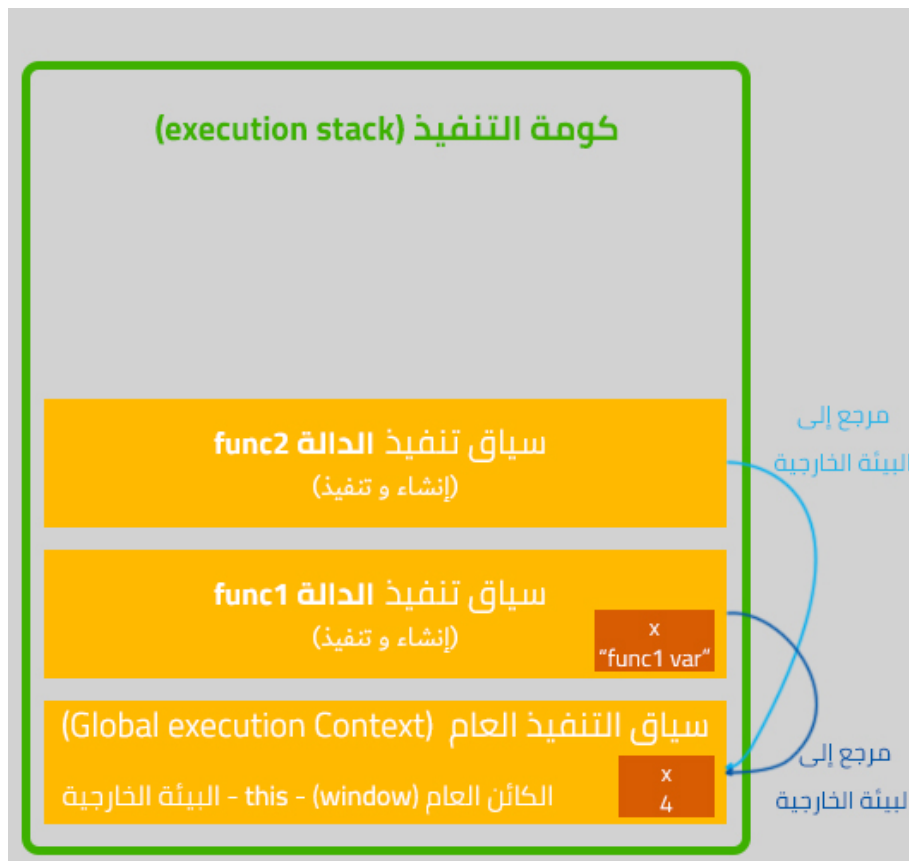 كومة التنفيذ (execution stack)
سياق تنفيذ الدالة func2
(إنشاء و تنفيذ)
مرجع إلى
البيئة الخارجية
سياق تنفيذ الدالة func1
(إنشاء و تنفيذ)
x
"func1 var"
سياق التنفيذ العام (Global execution Context)
الكائن العام (window) - this - البيئة الخارجية
x
4
مرجع إلى
لبيئة الخارجية